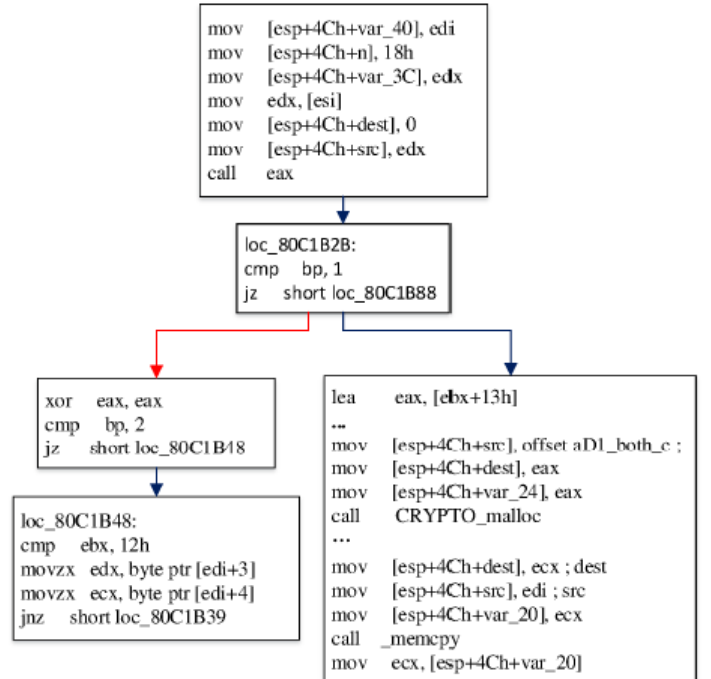 mov [esp+4Ch+var_40], edi
mov [esp+4Ch+n], 18h
mov [esp+4Ch+var_3C], edx
mov edx, [esi]
mov [esp+4Ch+dest], 0
mov [esp+4Ch+src], edx
call eax
loc_80C1B2B:
cmp bp, 1
jz short loc_80C1B88
xor eax, eax
cmp bp, 2
jz short loc_80C1B48
loc_80C1B48:
cmp ebx, 12h
movzx edx, byte ptr [edi+3]
movzx ecx, byte ptr [edi+4]
jnz short loc_80C1B39
lea eax, [ebx+13h]
...
mov [esp+4Ch+src], offset aD1_both_c ;
mov [esp+4Ch+dest], eax
mov [esp+4Ch+var_24], eax
call CRYPTO_malloc
...
mov [esp+4Ch+dest], ecx ; dest
mov [esp+4Ch+src], edi ; src
mov [esp+4Ch+var_20], ecx
call _memcpy
mov ecx, [esp+4Ch+var_20]